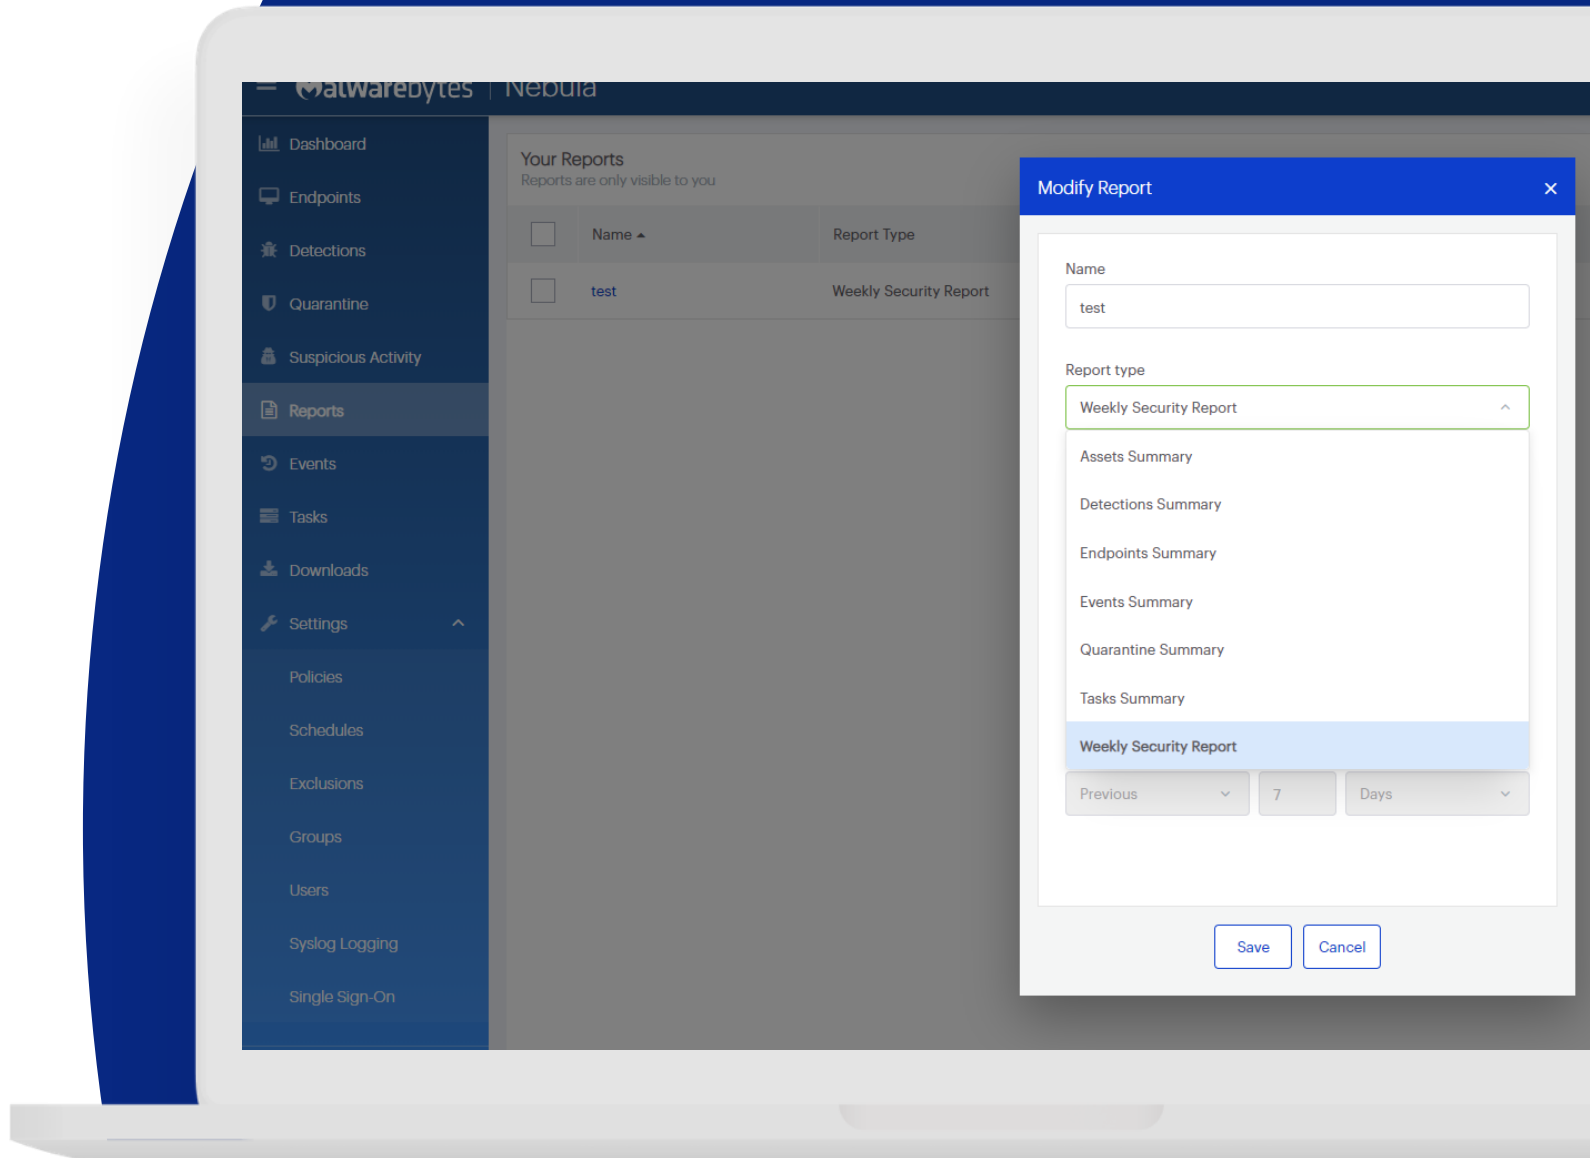 Malwarebytes | Nebula
Dashboard
Endpoints
Detections
Quarantine
Suspicious Activity
Reports
Events
Tasks
Downloads
Settings
Policies
Schedules
Exclusions
Groups
Users
Syslog Logging
Single Sign-On
Your Reports
Reports are only visible to you
Name Report Type
test Weekly Security Report
Modify Report
Name
test
Report type
Weekly Security Report
Assets Summary
Detections Summary
Endpoints Summary
Events Summary
Quarantine Summary
Tasks Summary
Weekly Security Report
Previous 7 Days
Save Cancel